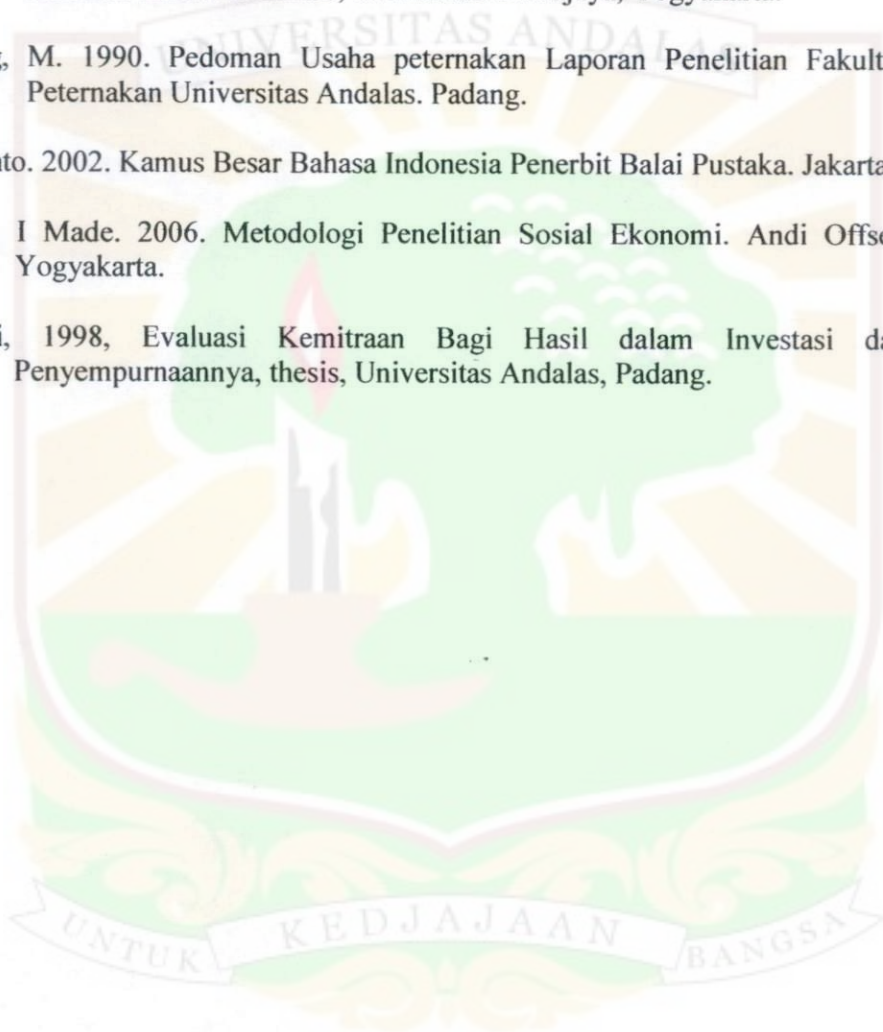 UNIVERSITAS ANDALAS
M. 1990. Pedoman Usaha peternakan Laporan Penelitian Fakult
Peternakan Universitas Andalas. Padang.
to. 2002. Kamus Besar Bahasa Indonesia Penerbit Balai Pustaka. Jakarta
I Made. 2006. Metodologi Penelitian Sosial Ekonomi. Andi Offse
Yogyakarta.
i, 1998, Evaluasi Kemitraan Bagi Hasil dalam Investasi da
Penyempurnaannya, thesis, Universitas Andalas, Padang.
UNTUK KEDJAJAAN BANGSA